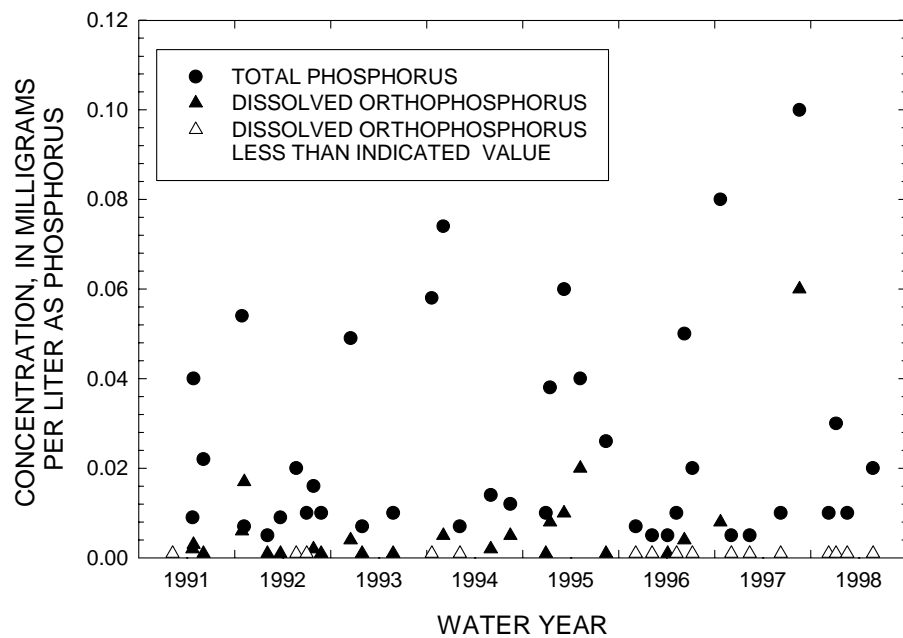 CONCENTRATION, IN MILLIGRAMS
PER LITER AS PHOSPHORUS
0.12
0.10
0.08
0.06
0.04
0.02
0.00
TOTAL PHOSPHORUS
DISSOLVED ORTHOPHOSPHORUS
DISSOLVED ORTHOPHOSPHORUS
LESS THAN INDICATED VALUE
1991 1992 1993 1994 1995 1996 1997 1998
WATER YEAR